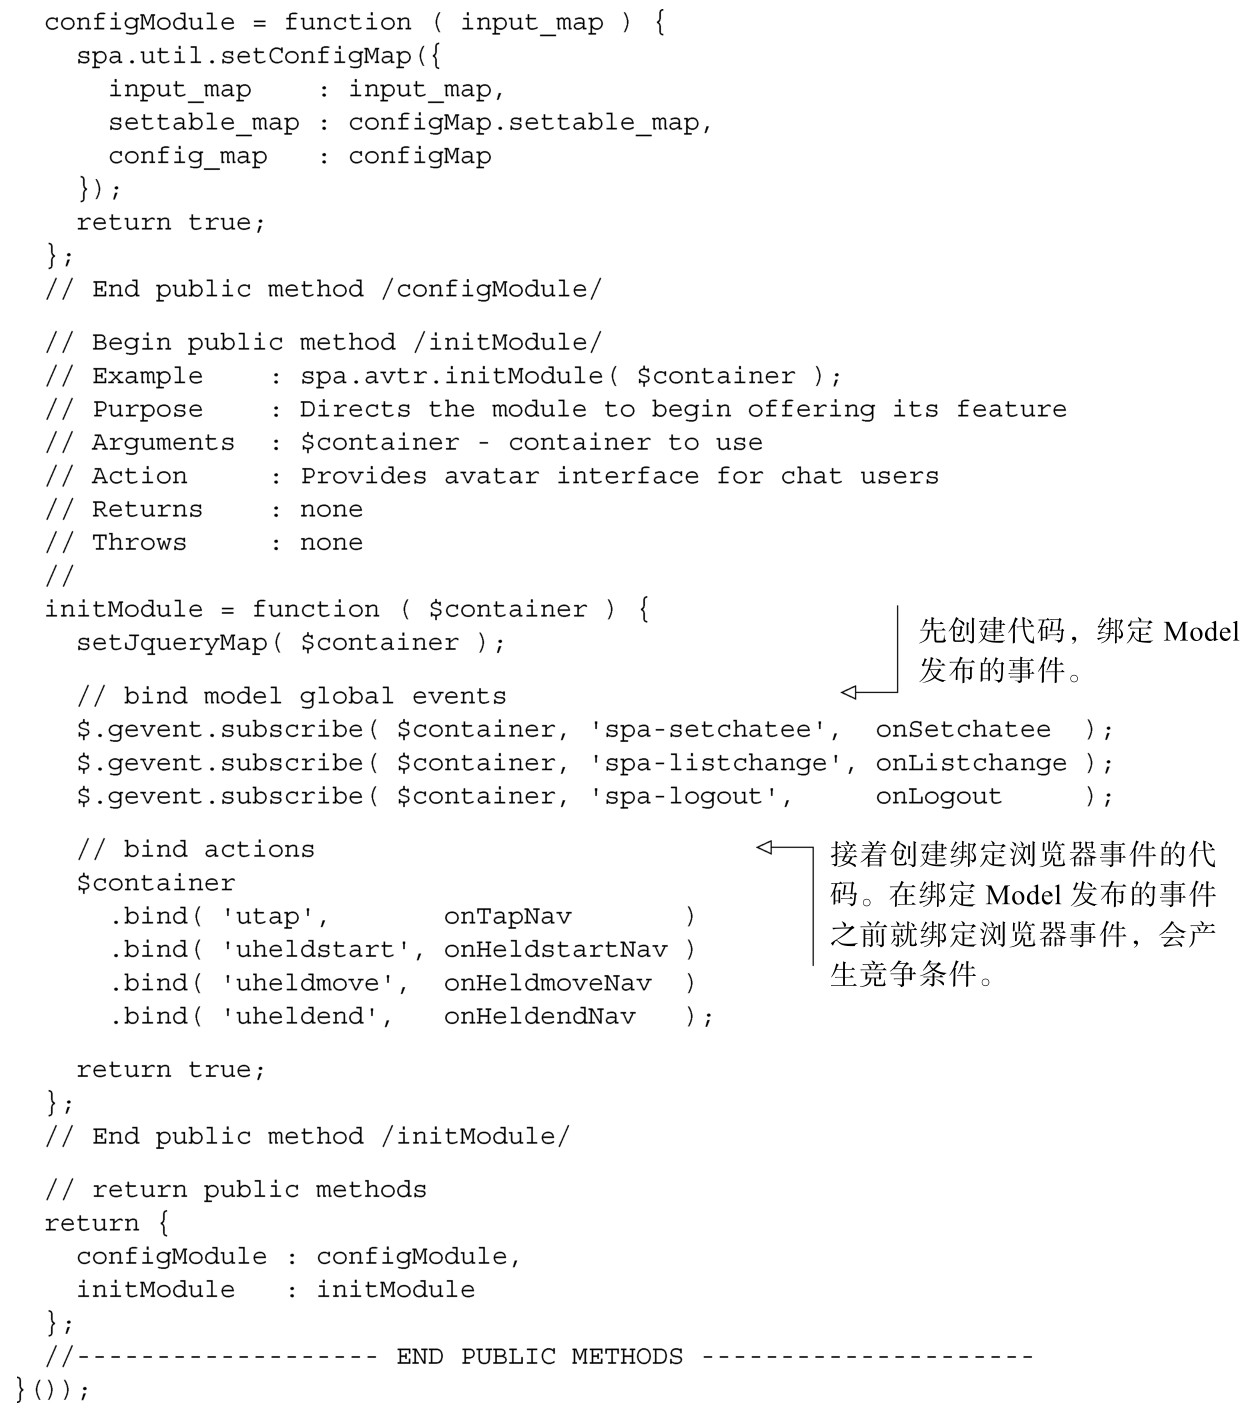 configModule = function ( input_map ) {
  spa.util.setConfigMap({
    input_map    : input_map,
    settable_map : configMap.settable_map,
    config_map   : configMap
  });
  return true;
};
// End public method /configModule/
// Begin public method /initModule/
// Example    : spa.avtr.initModule( $container );
// Purpose    : Directs the module to begin offering its feature
// Arguments  : $container - container to use
// Action     : Provides avatar interface for chat users
// Returns    : none
// Throws     : none
//
initModule = function ( $container ) {
  setJqueryMap( $container );
先创建代码，绑定 Model
发布的事件。
  // bind model global events
  $.gevent.subscribe( $container, 'spa-setchatee',  onSetchatee  );
  $.gevent.subscribe( $container, 'spa-listchange', onListchange );
  $.gevent.subscribe( $container, 'spa-logout',     onLogout     );
  // bind actions
  $container
    .bind( 'utap',       onTapNav       )
    .bind( 'uheldstart', onHeldstartNav )
    .bind( 'uheldmove',  onHeldmoveNav  )
    .bind( 'uheldend',   onHeldendNav   );
接着创建绑定浏览器事件的代
码。在绑定 Model 发布的事件
之前就绑定浏览器事件，会产
生竞争条件。
  return true;
};
// End public method /initModule/
// return public methods
return {
  configModule : configModule,
  initModule   : initModule
};
//------------------- END PUBLIC METHODS ---------------------
}());